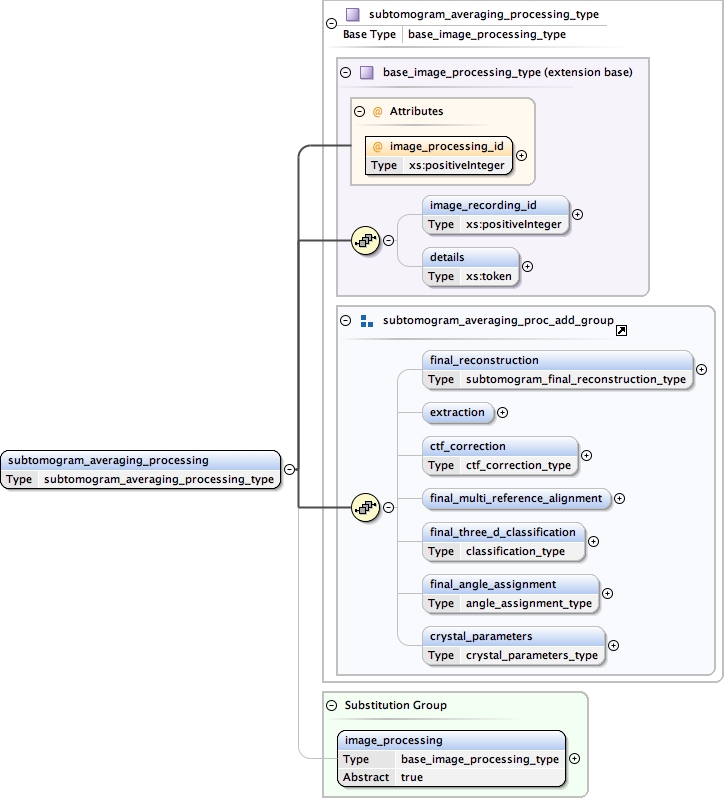 subtomogram_averaging_processing_type
Base Type base_image_processing_type
base_image_processing_type (extension base)
@ Attributes
@ image_processing_id
Type xs:positiveInteger
image_recording_id
Type xs:positiveInteger
details
Type xs:token
subtomogram_averaging_proc_add_group
final_reconstruction
Type subtomogram_final_reconstruction_type
extraction
ctf_correction
Type ctf_correction_type
subtomogram_averaging_processing
Type subtomogram_averaging_processing_type
final_multi_reference_alignment
final_three_d_classification
Type classification_type
final_angle_assignment
Type angle_assignment_type
crystal_parameters
Type crystal_parameters_type
Substitution Group
image_processing
Type base_image_processing_type
Abstract true